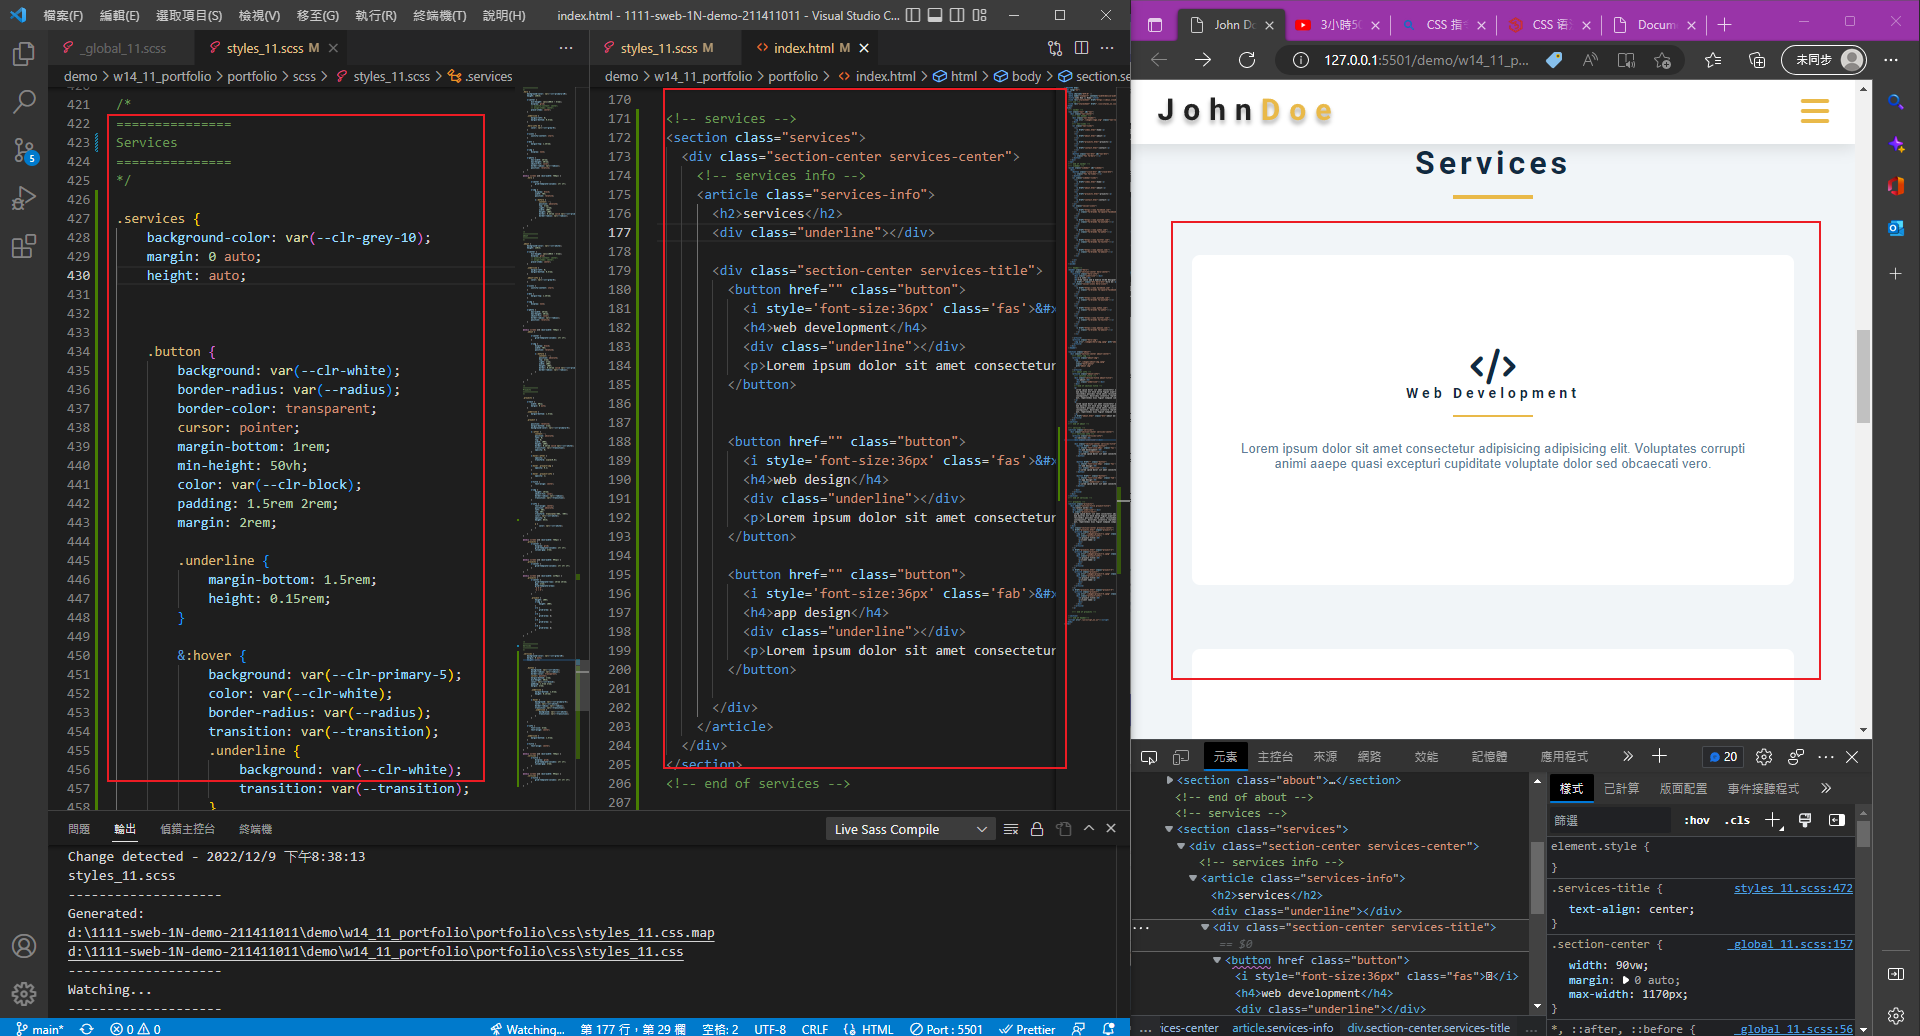 檔案(F) 編輯(E) 選取項目(S) 檢視(V) 移至(G) 執行(R) 終端機(T) 說明(H) index.html - 1111-sweb-1N-demo-211411011 - Visual Studio C...
_global_11.scss styles_11.scss M
demo > w14_11_portfolio > portfolio > scss > styles_11.scss > .services
421 /*
422 ===============
423 Services
424 ===============
425 */
426
427 .services {
428 background-color: var(--clr-grey-10);
429 margin: 0 auto;
430 height: auto;
431
432
433
434 .button {
435 background: var(--clr-white);
436 border-radius: var(--radius);
437 border-color: transparent;
438 cursor: pointer;
439 margin-bottom: 1rem;
440 min-height: 50vh;
441 color: var(--clr-block);
442 padding: 1.5rem 2rem;
443 margin: 2rem;
444
445 .underline {
446 margin-bottom: 1.5rem;
447 height: 0.15rem;
448 }
449
450 &:hover {
451 background: var(--clr-primary-5);
452 color: var(--clr-white);
453 border-radius: var(--radius);
454 transition: var(--transition);
455 .underline {
456 background: var(--clr-white);
457 transition: var(--transition);
458 }
styles_11.scss M index.html M
demo > w14_11_portfolio > portfolio > index.html > html > body > section.se
170
171 <!-- services -->
172 <section class="services">
173 <div class="section-center services-center">
174 <!-- services info -->
175 <article class="services-info">
176 <h2>services</h2>
177 <div class="underline"></div>
178
179 <div class="section-center services-title">
180 <button href="" class="button">
181 <i style='font-size:36px' class='fas'>&#x
182 <h4>web development</h4>
183 <div class="underline"></div>
184 <p>Lorem ipsum dolor sit amet consectetur
185 </button>
186
187
188 <button href="" class="button">
189 <i style='font-size:36px' class='fas'>&#x
190 <h4>web design</h4>
191 <div class="underline"></div>
192 <p>Lorem ipsum dolor sit amet consectetur
193 </button>
194
195 <button href="" class="button">
196 <i style='font-size:36px' class='fab'>&#x
197 <h4>app design</h4>
198 <div class="underline"></div>
199 <p>Lorem ipsum dolor sit amet consectetur
200 </button>
201
202 </div>
203 </article>
204 </div>
205 </section>
206 <!-- end of services -->
207
問題 輸出 偵錯主控台 終端機 Live Sass Compile
Change detected - 2022/12/9 下午8:38:13
styles_11.scss
--------------------
Generated:
d:\1111-sweb-1N-demo-211411011\demo\w14_11_portfolio\portfolio\css\styles_11.css.map
d:\1111-sweb-1N-demo-211411011\demo\w14_11_portfolio\portfolio\css\styles_11.css
--------------------
Watching...
--------------------
5
main* 0 0 Watching... 第 177 行，第 29 欄 空格: 2 UTF-8 CRLF HTML Port : 5501 Prettier
John Do 3小時5 CSS 指 CSS 语 Docum
127.0.0.1:5501/demo/w14_11_p... 未同步
JohnDoe
Services
</>
Web Development
Lorem ipsum dolor sit amet consectetur adipisicing adipisicing elit. Voluptates corrupti
animi aaepe quasi excepturi cupiditate voluptate dolor sed obcaecati vero.
元素 主控台 來源 網路 效能 記憶體 應用程式 20
<section class="about">…</section>
<!-- end of about -->
<!-- services -->
<section class="services">
<div class="section-center services-center">
<!-- services info -->
<article class="services-info">
<h2>services</h2>
<div class="underline"></div>
<div class="section-center services-title">
== $0
<button href class="button">
<i style="font-size:36px" class="fas"></i>
<h4>web development</h4>
<div class="underline"></div>
... ices-center article.services-info div.section-center.services-title ...
樣式 已計算 版面配置 事件接聽程式
篩選 :hov .cls
element.style {
}
.services-title { styles_11.scss:472
text-align: center;
}
.section-center { _global_11.scss:157
width: 90vw;
margin: 0 auto;
max-width: 1170px;
}
*, ::after, ::before { _global_11.scss:56